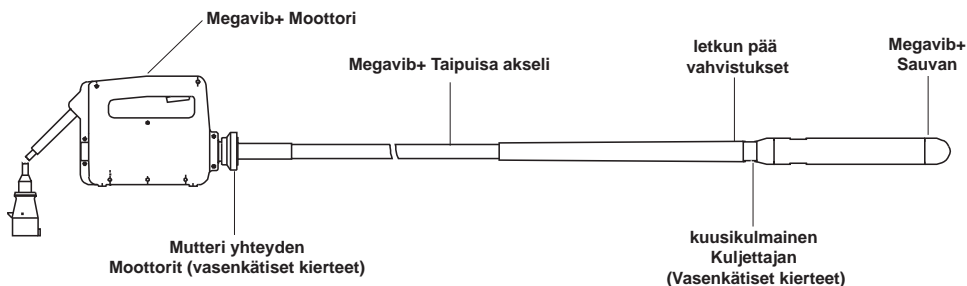 Megavib+ Moottori
Megavib+ Taipuisa akseli
letkun pää
vahvistukset
Megavib+
Sauvan
Mutteri yhteyden
Moottorit (vasenkätiset kierteet)
kuusikulmainen
Kuljettajan
(Vasenkätiset kierteet)